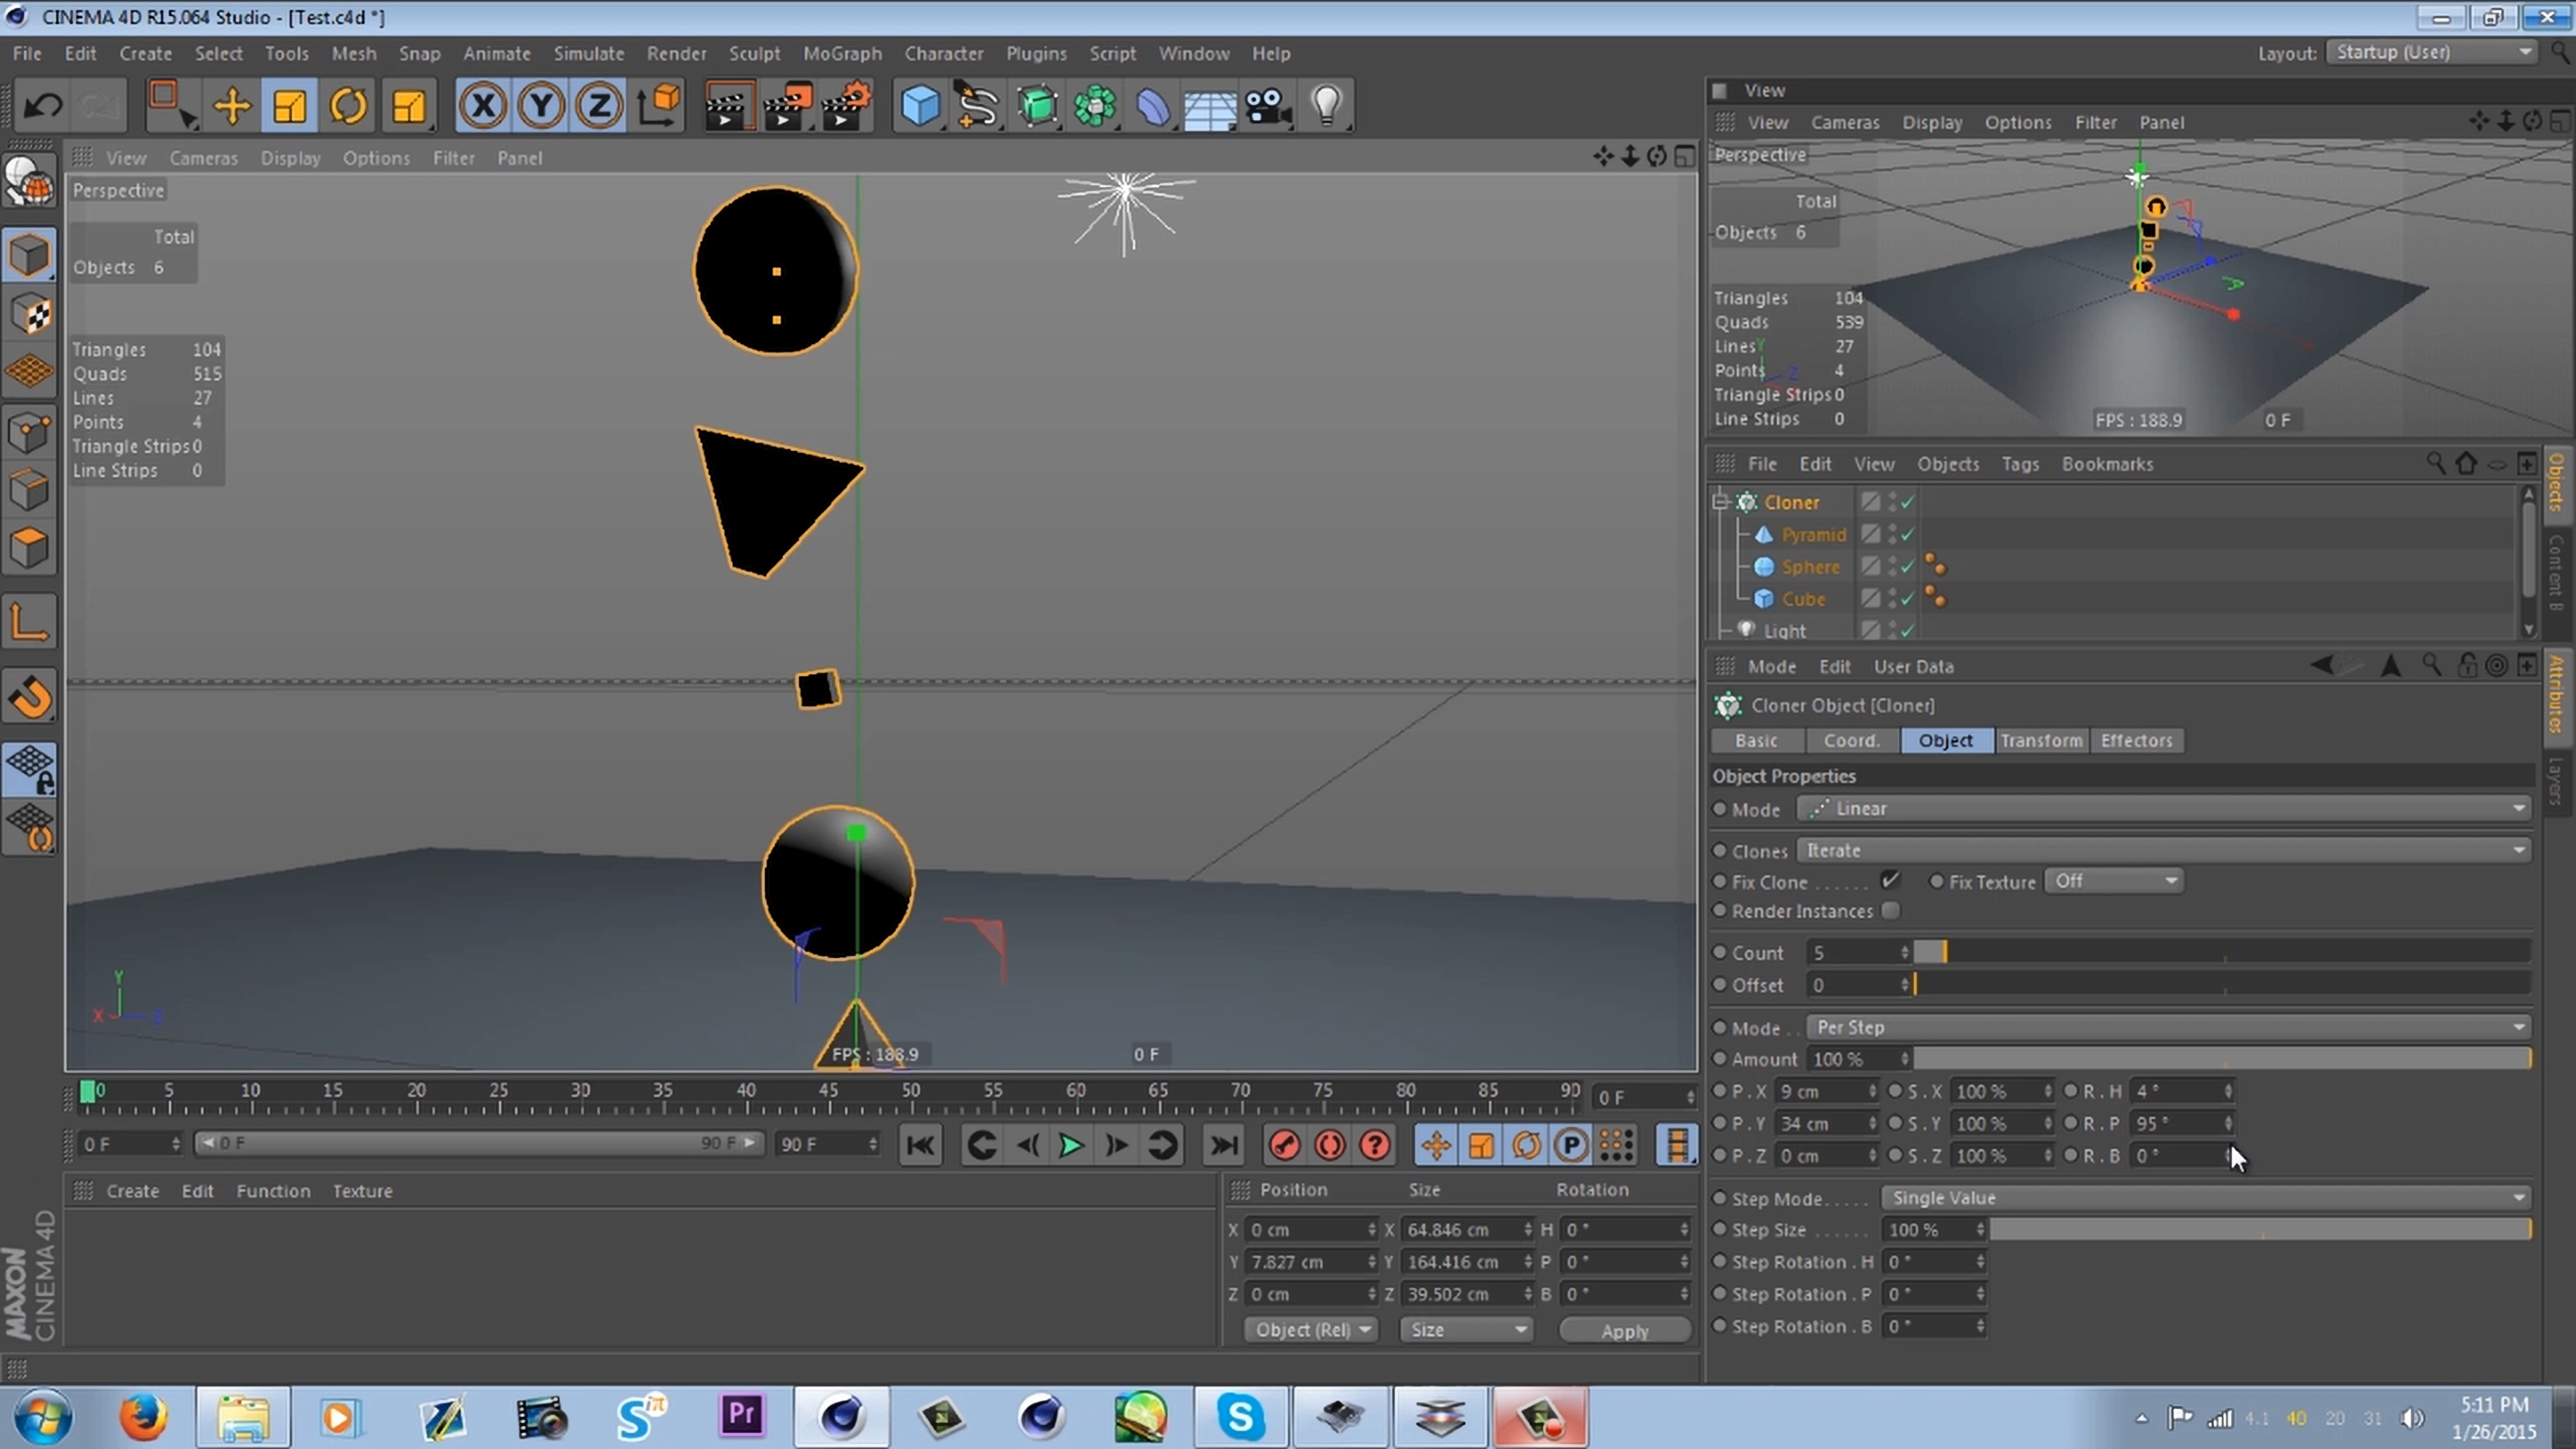 CINEMA 4D R15.064 Studio - [Test.c4d *]
File Edit Create Select Tools Mesh Snap Animate Simulate Render Sculpt MoGraph Character Plugins Script Window Help
Layout: Startup (User)
X Y Z
View Cameras Display Options Filter Panel
Perspective
Total
Objects 6
Triangles 104
Quads 515
Lines 27
Points 4
Triangle Strips 0
Line Strips 0
Y
X
Z
FPS : 188.9
0 F
View
View Cameras Display Options Filter Panel
Perspective
Total
Objects 6
Triangles 104
Quads 539
Lines 27
Y
Points 4
Z
Triangle Strips 0
Line Strips 0
FPS : 188.9 0 F
File Edit View Objects Tags Bookmarks
Cloner
Pyramid
Sphere
Cube
Light
Objects
Content B
Mode Edit User Data
Attributes
Layers
Cloner Object [Cloner]
Basic Coord. Object Transform Effectors
Object Properties
Mode Linear
Clones Iterate
Fix Clone ...... Fix Texture Off
Render Instances
Count 5
Offset 0
Mode .. Per Step
Amount 100 %
P . X 9 cm S . X 100 % R . H 4 °
P . Y 34 cm S . Y 100 % R . P 95 °
P . Z 0 cm S . Z 100 % R . B 0 °
Step Mode..... Single Value
Step Size ...... 100 %
Step Rotation . H 0 °
Step Rotation . P 0 °
Step Rotation . B 0 °
0 5 10 15 20 25 30 35 40 45 50 55 60 65 70 75 80 85 90 0 F
0 F 0 F 90 F 90 F
P
Create Edit Function Texture
Position Size Rotation
X 0 cm X 64.846 cm H 0 °
Y 7.827 cm Y 164.416 cm P 0 °
Z 0 cm Z 39.502 cm B 0 °
Object (Rel) Size Apply
MAXON
CINEMA 4D
Pr
S
4.1 40 20 31
5:11 PM
1/26/2015